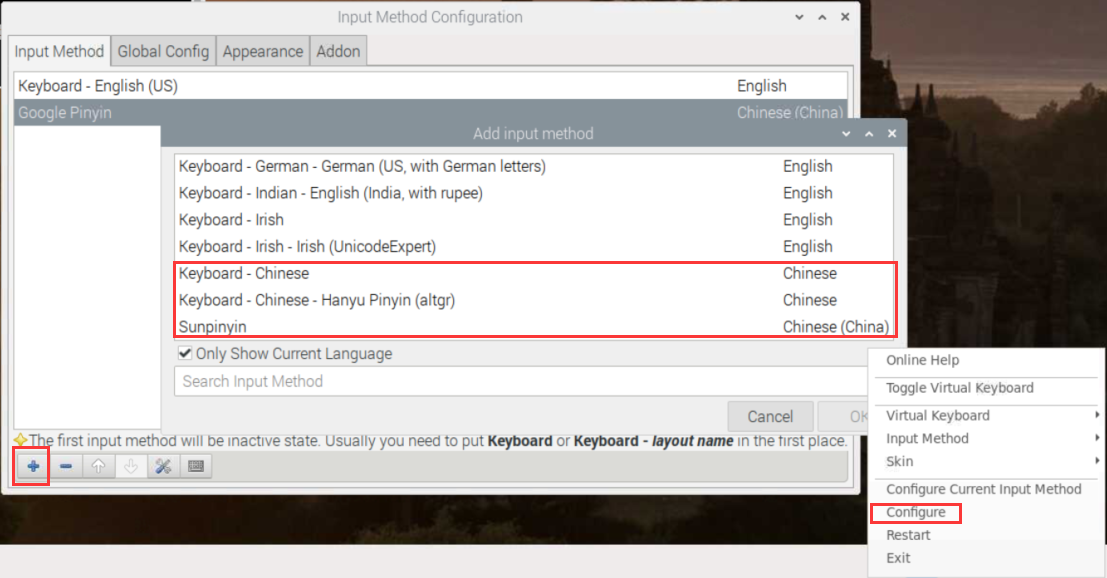 Input Method Configuration
Input Method Global Config Appearance Addon
Keyboard - English (US) English
Google Pinyin Chinese (China)
Add input method
Keyboard - German - German (US, with German letters) English
Keyboard - Indian - English (India, with rupee) English
Keyboard - Irish English
Keyboard - Irish - Irish (UnicodeExpert) English
Keyboard - Chinese Chinese
Keyboard - Chinese - Hanyu Pinyin (altgr) Chinese
Sunpinyin Chinese (China)
Only Show Current Language
Search Input Method
Cancel OK
The first input method will be inactive state. Usually you need to put Keyboard or Keyboard - layout name in the first place.
Online Help
Toggle Virtual Keyboard
Virtual Keyboard
Input Method
Skin
Configure Current Input Method
Configure
Restart
Exit